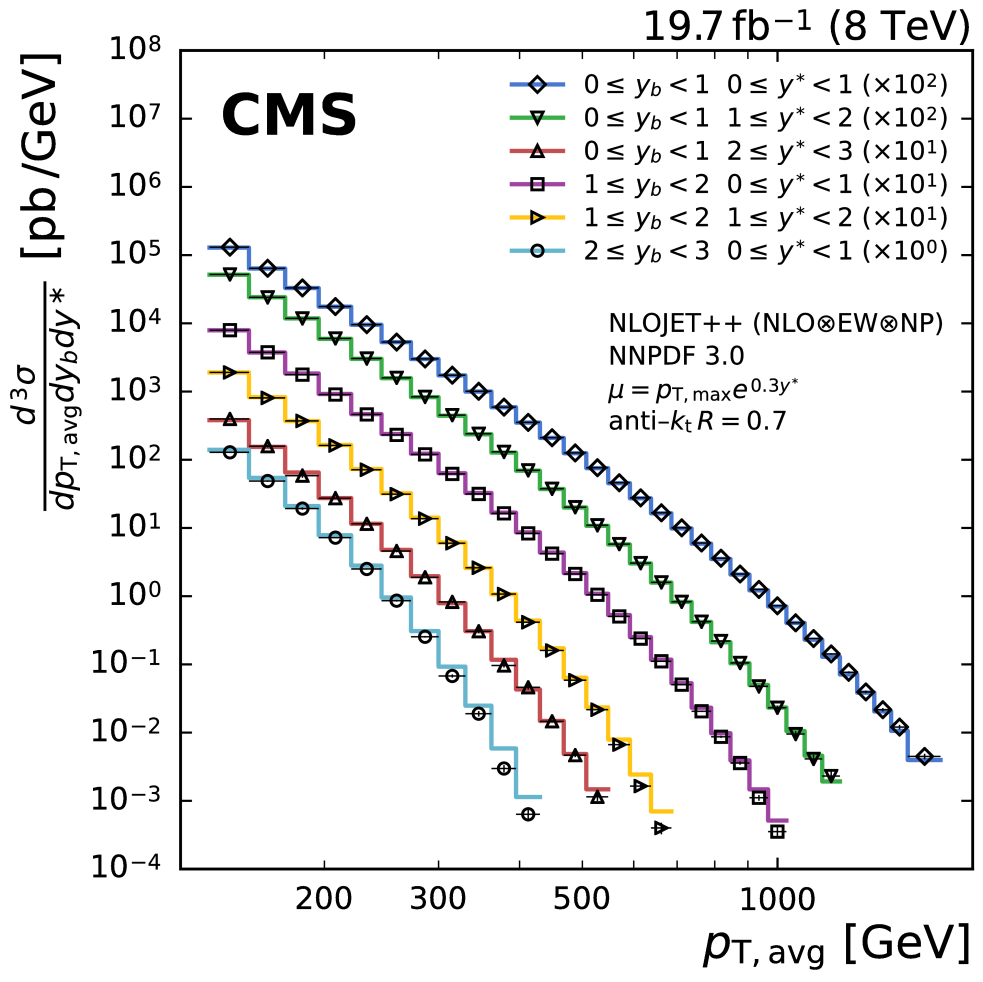 19.7 fb⁻¹ (8 TeV)
CMS
0 ≤ y_b < 1 0 ≤ y* < 1 (×10²)
0 ≤ y_b < 1 1 ≤ y* < 2 (×10²)
0 ≤ y_b < 1 2 ≤ y* < 3 (×10¹)
1 ≤ y_b < 2 0 ≤ y* < 1 (×10¹)
1 ≤ y_b < 2 1 ≤ y* < 2 (×10¹)
2 ≤ y_b < 3 0 ≤ y* < 1 (×10⁰)
NLOJET++ (NLO⊗EW⊗NP)
NNPDF 3.0
μ = p_T,max e^0.3y*
anti–k_t R = 0.7
d³σ
dp_T,avg dy_b dy*
[pb/GeV]
10⁸
10⁷
10⁶
10⁵
10⁴
10³
10²
10¹
10⁰
10⁻¹
10⁻²
10⁻³
10⁻⁴
200 300 500 1000
p_T,avg [GeV]